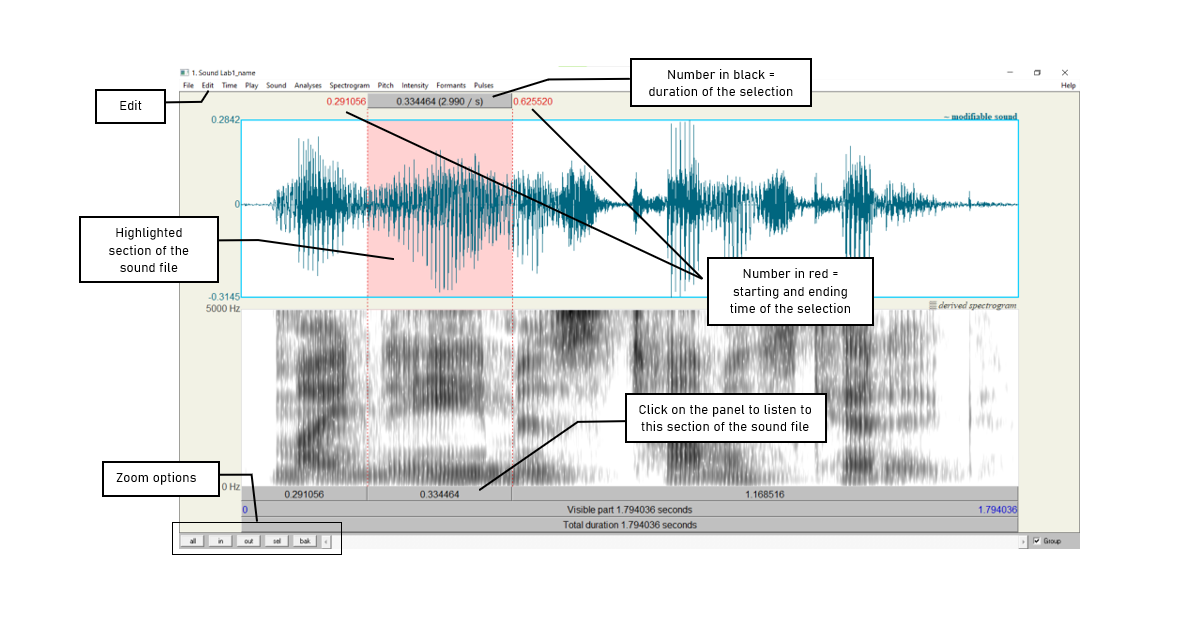 1. Sound Lab1_name
File Edit Time Play Sound Analyses Spectrogram Pitch Intensity Formants Pulses Help
Edit
Number in black =
duration of the selection
0.291056 0.334464 (2.990 / s) 0.625520
0.2842
~ modifiable sound
0
Highlighted
section of the
sound file
Number in red =
starting and ending
time of the selection
-0.3145
5000 Hz
derived spectrogram
Click on the panel to listen to
this section of the sound file
Zoom options
0 Hz
0.291056 0.334464 1.168516
0 Visible part 1.794036 seconds 1.794036
Total duration 1.794036 seconds
all in out sel bak
Group